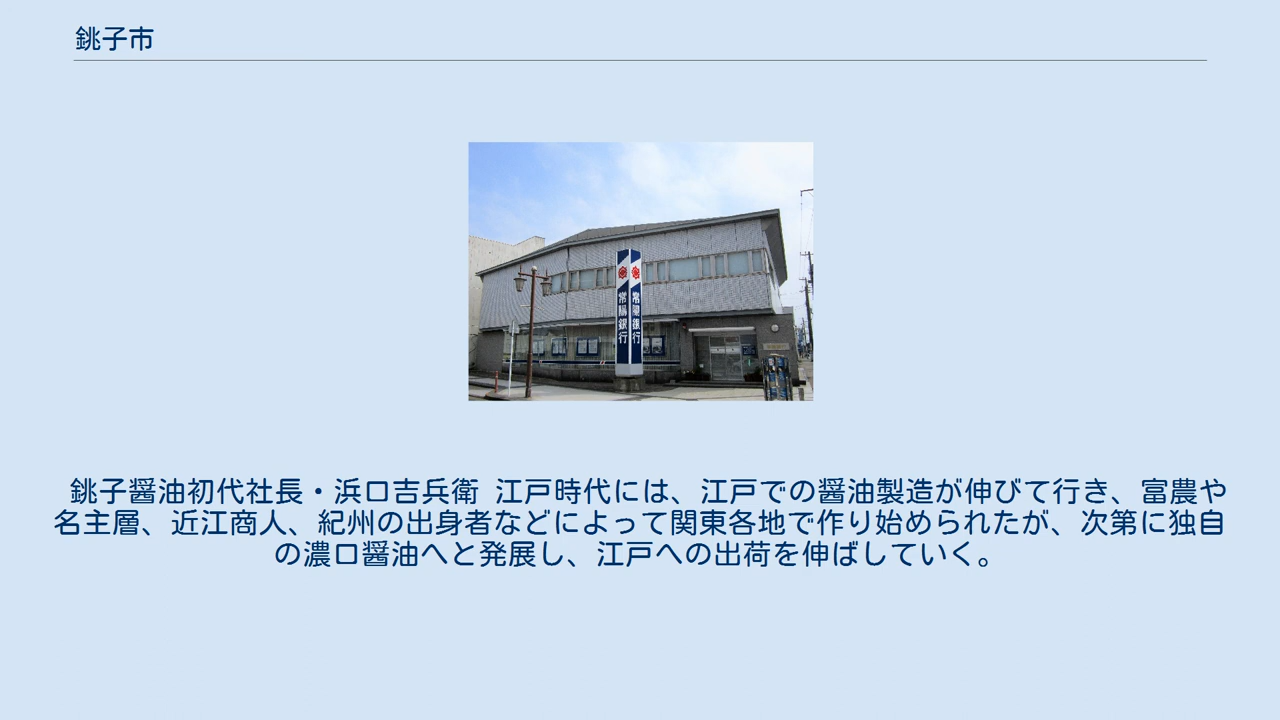 銚子市
常陽銀行
常陽銀行
銚子醤油初代社長・浜口吉兵衛 江戸時代には、江戸での醤油製造が伸びて行き、富農や
名主層、近江商人、紀州の出身者などによって関東各地で作り始められたが、次第に独自
の濃口醤油へと発展し、江戸への出荷を伸ばしていく。